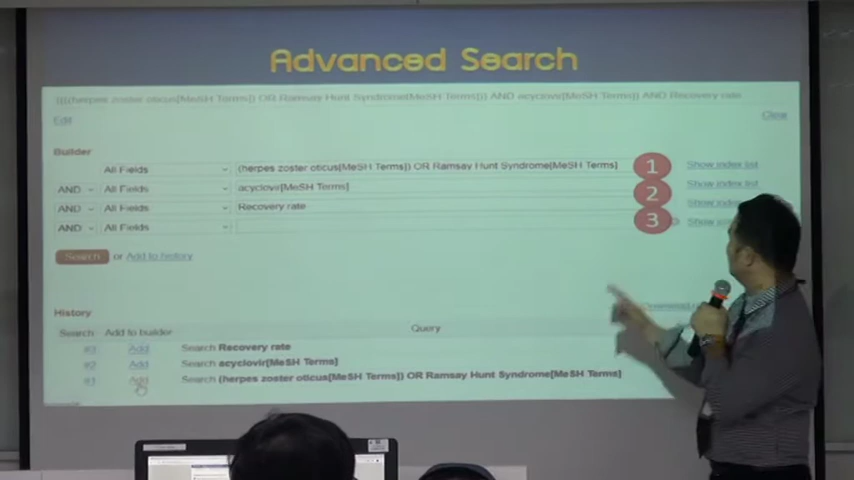 Advanced Search
(((herpes zoster oticus[MeSH Terms]) OR Ramsay Hunt Syndrome[MeSH Terms]) AND acyclovir[MeSH Terms]) AND Recovery rate
Edit
Clear
Builder
All Fields (herpes zoster oticus[MeSH Terms]) OR Ramsay Hunt Syndrome[MeSH Terms] 1 Show index list
AND All Fields acyclovir[MeSH Terms] 2 Show index list
AND All Fields Recovery rate Show index
AND All Fields 3 Show
Search or Add to history
History
Search Add to builder Query
#3 Add Search Recovery rate
#2 Add Search acyclovir[MeSH Terms]
#1 Add Search (herpes zoster oticus[MeSH Terms]) OR Ramsay Hunt Syndrome[MeSH Terms]